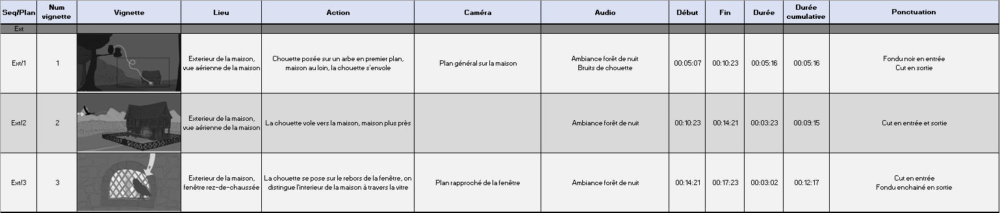 Seq/Plan
Num
vignette
Vignette
Lieu
Action
Caméra
Audio
Début
Fin
Durée
Durée
cumulative
Ponctuation
Ext
Ext/1
1
Exterieur de la maison,
vue aérienne de la maison
Chouette posée sur un arbe en premier plan,
maison au loin, la chouette s'envole
Plan général sur la maison
Ambiance forêt de nuit
Bruits de chouette
00:05:07
00:10:23
00:05:16
00:05:16
Fondu noir en entrée
Cut en sortie
Ext/2
2
Exterieur de la maison,
vue aérienne de la maison
La chouette vole vers la maison, maison plus près
Ambiance forêt de nuit
00:10:23
00:14:21
00:03:23
00:09:15
Cut en entrée et sortie
Ext/3
3
Exterieur de la maison,
fenêtre rez-de-chaussée
La chouette se pose sur le rebors de la fenêtre, on
distingue l'interieur de la maison à travers la vitre
Plan rapproché de la fenêtre
Ambiance forêt de nuit
00:14:21
00:17:23
00:03:02
00:12:17
Cut en entrée
Fondu enchainé en sortie